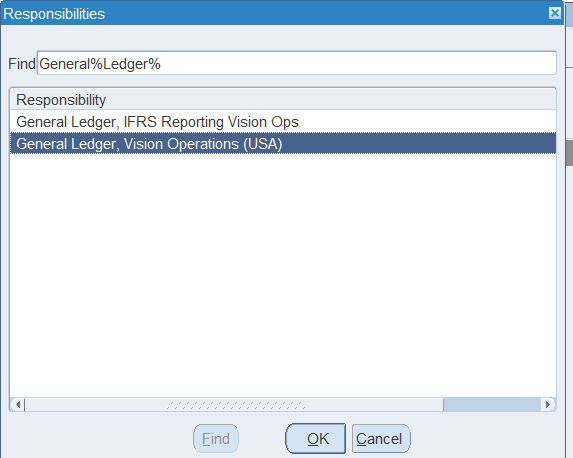 Responsibilities
Find General%Ledger%
Responsibility
General Ledger, IFRS Reporting Vision Ops
General Ledger, Vision Operations (USA)
Find OK Cancel